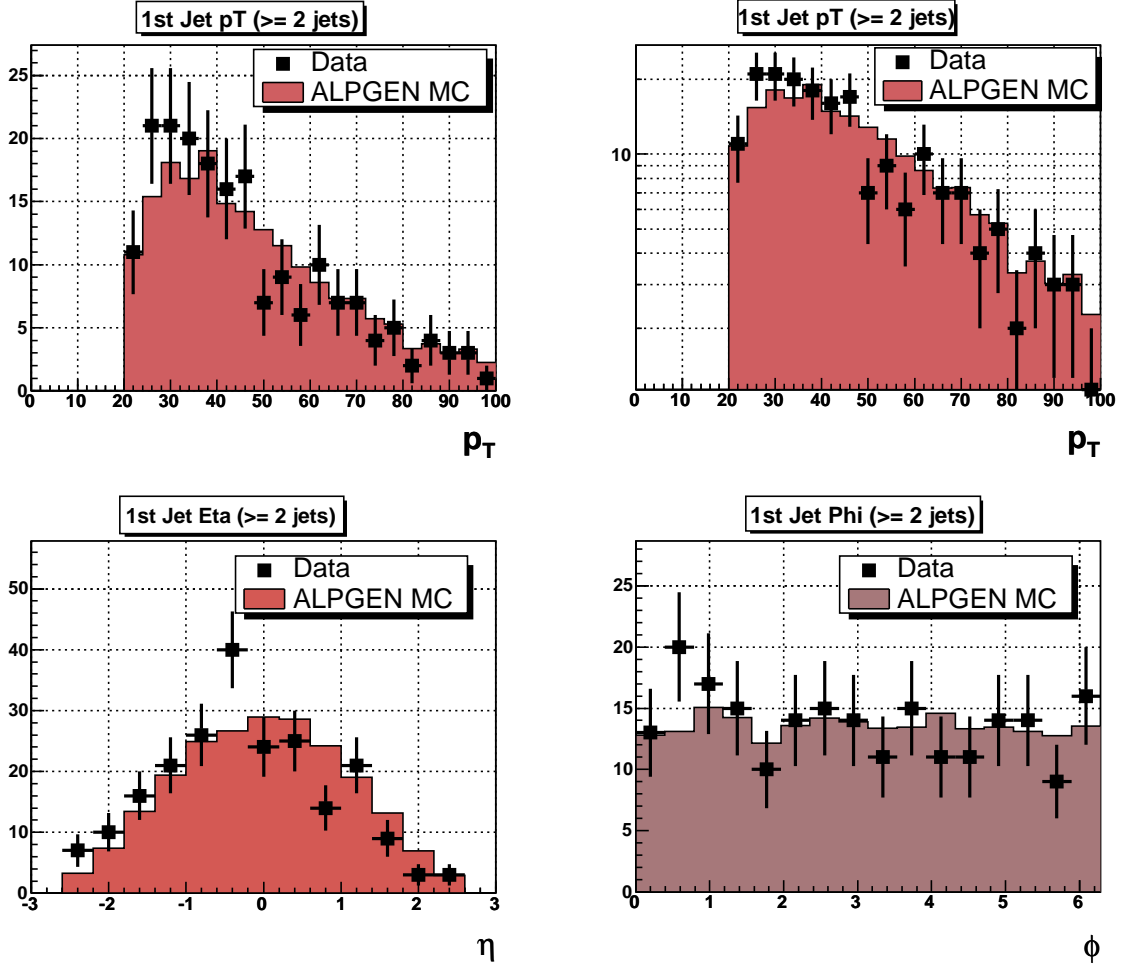 1st Jet pT (>= 2 jets)
Data
ALPGEN MC
25
20
15
10
5
0
0 10 20 30 40 50 60 70 80 90 100
pT
1st Jet pT (>= 2 jets)
Data
ALPGEN MC
10
0 10 20 30 40 50 60 70 80 90 100
pT
1st Jet Eta (>= 2 jets)
Data
ALPGEN MC
50
40
30
20
10
0
-3 -2 -1 0 1 2 3
η
1st Jet Phi (>= 2 jets)
Data
ALPGEN MC
25
20
15
10
5
0
0 1 2 3 4 5 6
ϕ